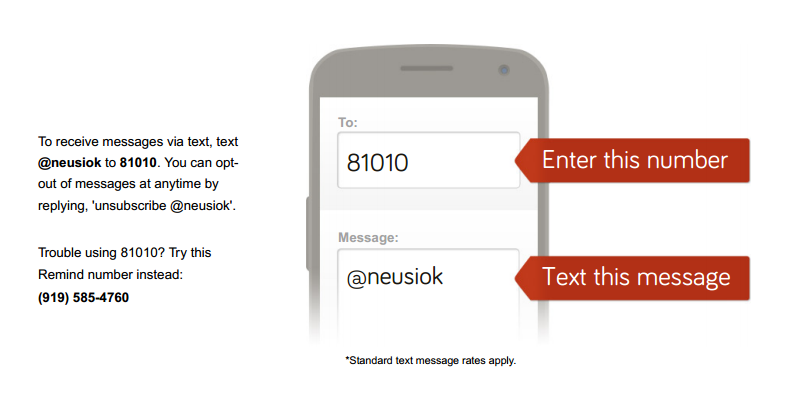 To receive messages via text, text
@neusiok to 81010. You can opt-
out of messages at anytime by
replying, 'unsubscribe @neusiok'.
Trouble using 81010? Try this
Remind number instead:
(919) 585-4760
To:
81010
Enter this number
Message:
@neusiok
Text this message
*Standard text message rates apply.